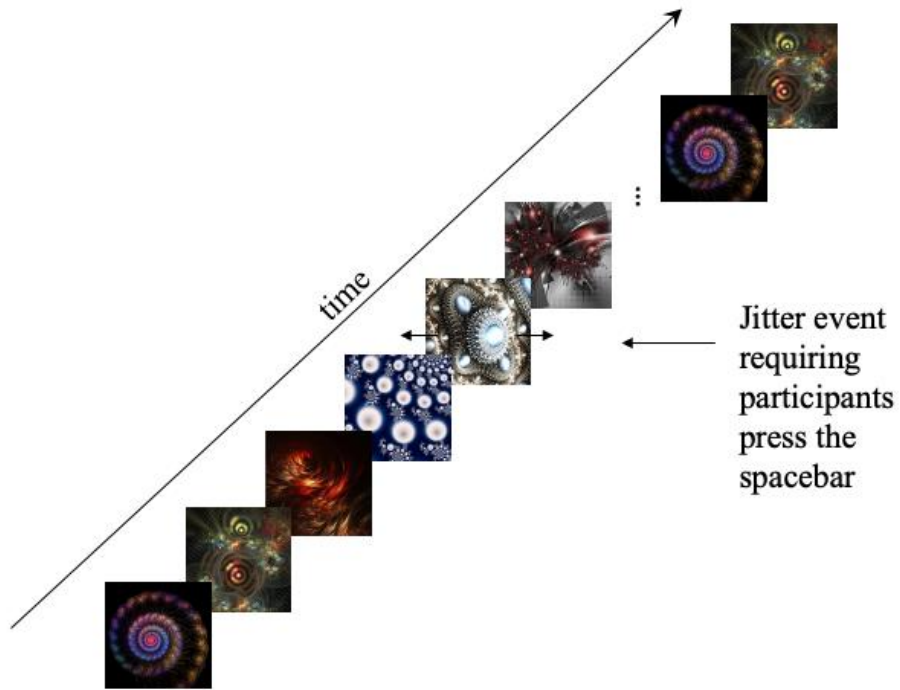 time
Jitter event
requiring
participants
press the
spacebar